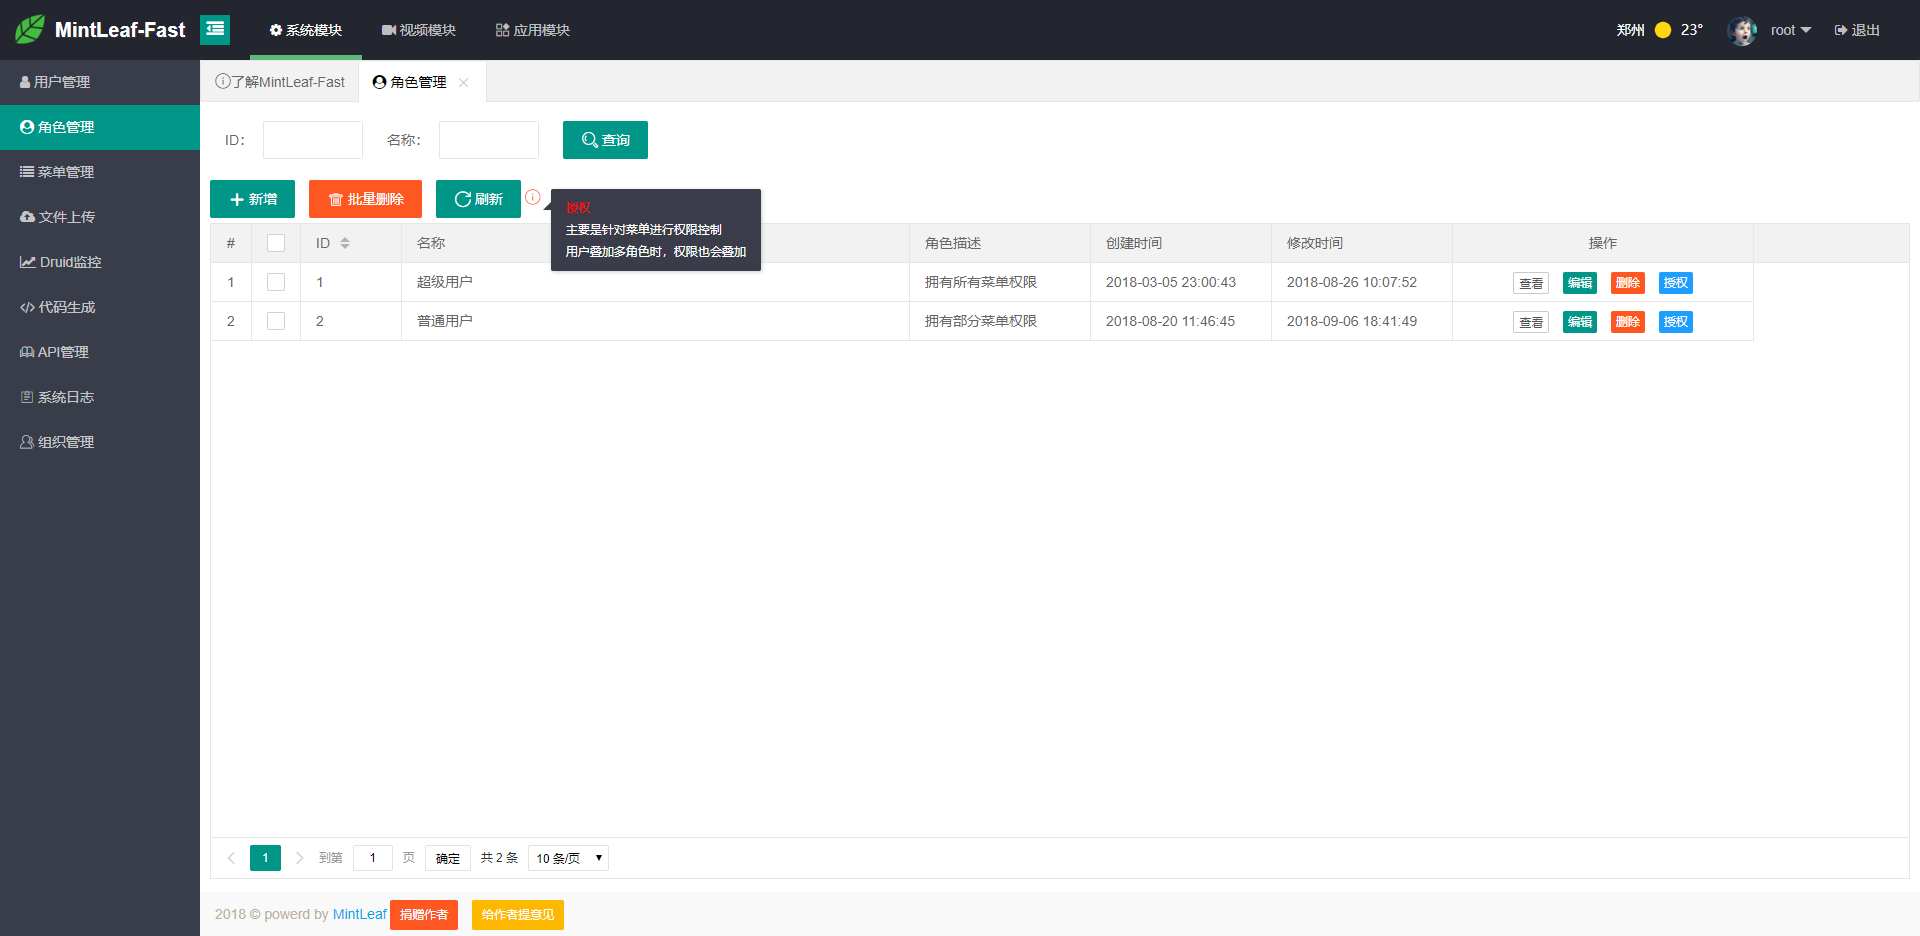 MintLeaf-Fast 系统模块 视频模块 应用模块 郑州 23° root 退出
用户管理
角色管理
菜单管理
文件上传
Druid监控
代码生成
API管理
系统日志
组织管理
了解MintLeaf-Fast 角色管理
ID： 名称： 查询
新增 批量删除 刷新
授权
主要是针对菜单进行权限控制
用户叠加多角色时，权限也会叠加
# ID 名称 角色描述 创建时间 修改时间 操作
1 1 超级用户 拥有所有菜单权限 2018-03-05 23:00:43 2018-08-26 10:07:52 查看 编辑 删除 授权
2 2 普通用户 拥有部分菜单权限 2018-08-20 11:46:45 2018-09-06 18:41:49 查看 编辑 删除 授权
1 到第 1 页 确定 共 2 条 10 条/页
2018 © powerd by MintLeaf 捐赠作者 给作者提意见